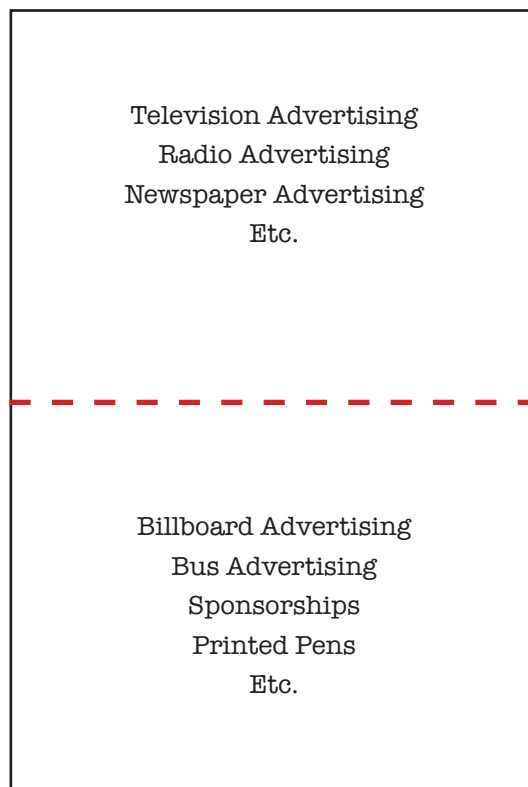 Television Advertising
Radio Advertising
Newspaper Advertising
Etc.
Billboard Advertising
Bus Advertising
Sponsorships
Printed Pens
Etc.